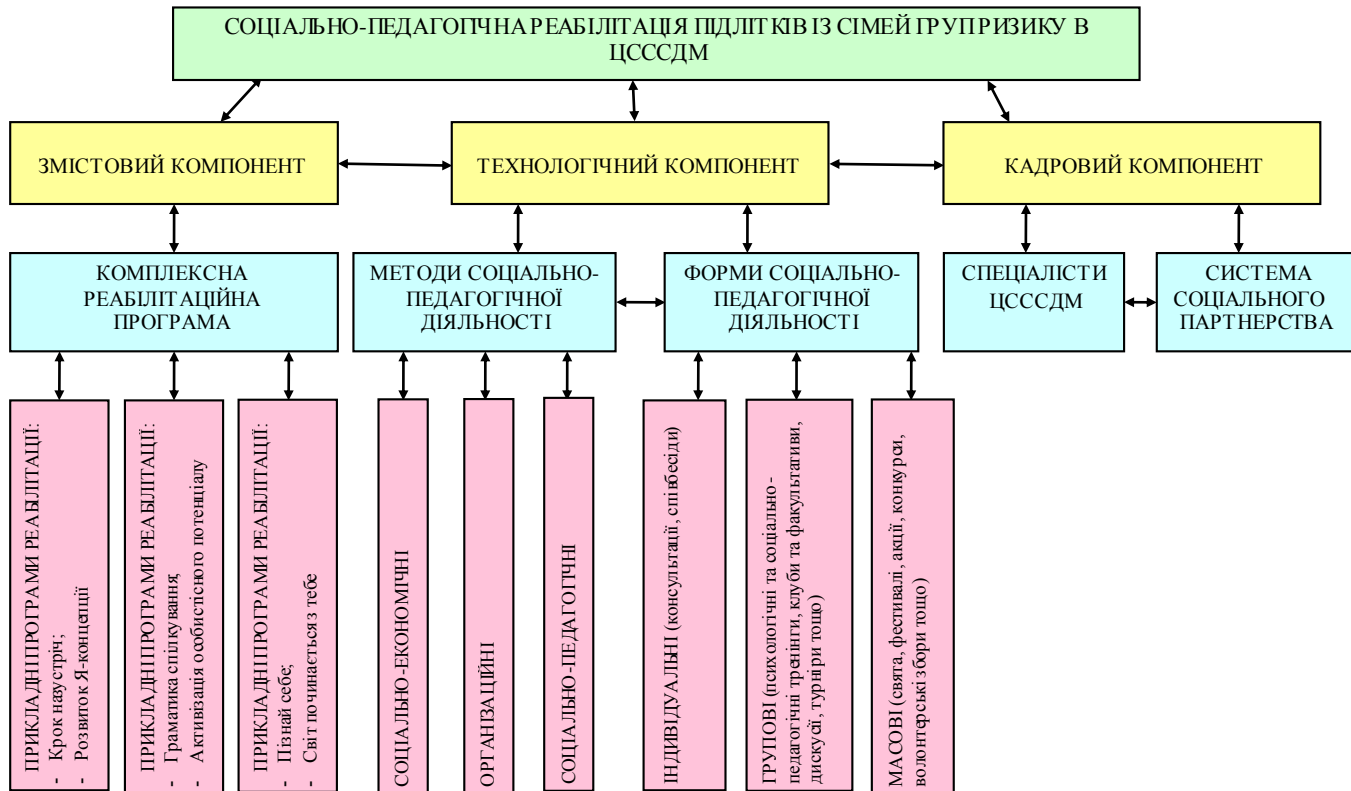 СОЦІАЛЬНО-ПЕДАГОГІЧНА РЕАБІЛІТАЦІЯ ПІДЛІТКІВ ІЗ СІМЕЙ ГРУП РИЗИКУ В
ЦСССДМ
ЗМІСТОВИЙ КОМПОНЕНТ
ТЕХНОЛОГІЧНИЙ КОМПОНЕНТ
КАДРОВИЙ КОМПОНЕНТ
КОМПЛЕКСНА
РЕАБІЛІТАЦІЙНА
ПРОГРАМА
МЕТОДИ СОЦІАЛЬНО-
ПЕДАГОГІЧНОЇ
ДІЯЛЬНОСТІ
ФОРМИ СОЦІАЛЬНО-
ПЕДАГОГІЧНОЇ
ДІЯЛЬНОСТІ
СПЕЦІАЛІСТИ
ЦСССДМ
СИСТЕМА
СОЦІАЛЬНОГО
ПАРТНЕРСТВА
ПРИКЛАДНІ ПРОГРАМИ РЕАБІЛІТАЦІЇ:
- Крок назустріч;
- Розвиток Я-концепції
ПРИКЛАДНІ ПРОГРАМИ РЕАБІЛІТАЦІЇ:
- Граматика спілкування;
- Активізація особистісного потенціалу
ПРИКЛАДНІ ПРОГРАМИ РЕАБІЛІТАЦІЇ:
- Пізнай себе;
- Світ починається з тебе
СОЦІАЛЬНО-ЕКОНОМІЧНІ
ОРГАНІЗАЦІЙНІ
СОЦІАЛЬНО-ПЕДАГОГІЧНІ
ІНДИВІДУАЛЬНІ (консультації, співбесіди)
ГРУПОВІ (психологічні та соціально-
педагогічні тренінги, клуби та факультативи,
дискусії, турніри тощо)
МАСОВІ (свята, фестивалі, акції, конкурси,
волонтерські збори тощо)